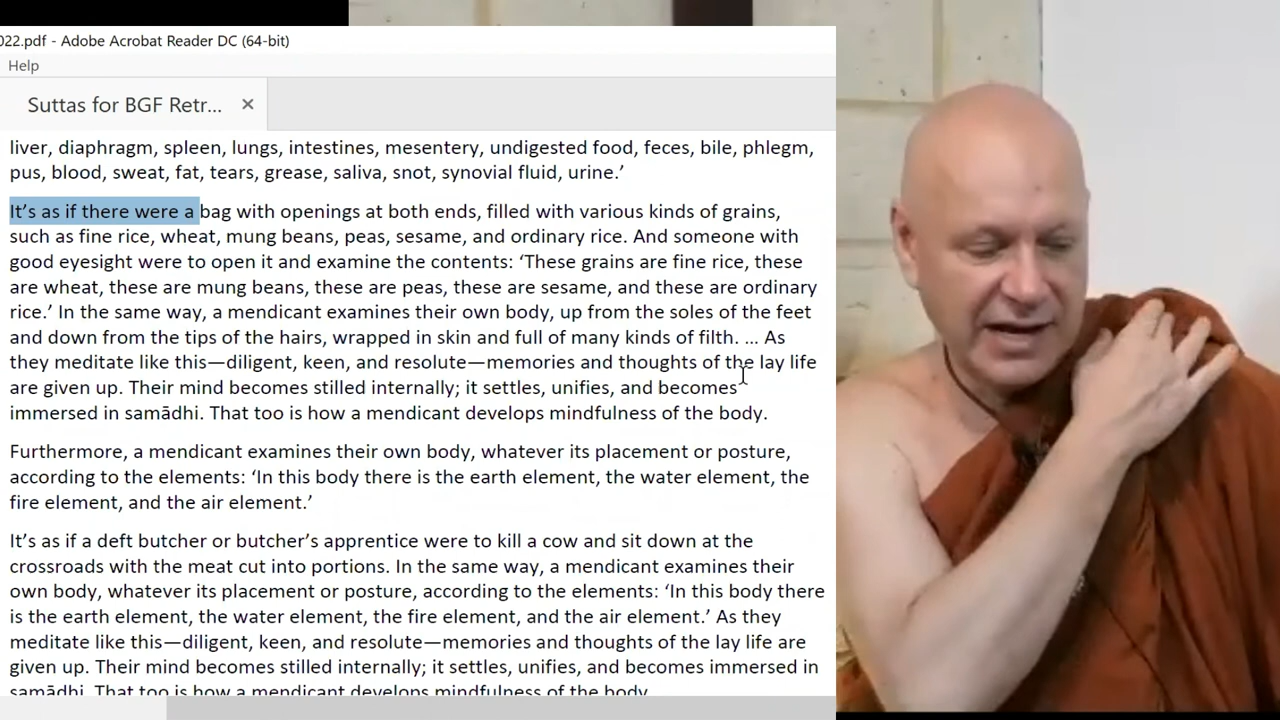 022.pdf - Adobe Acrobat Reader DC (64-bit)
Help
Suttas for BGF Retr... ×
liver, diaphragm, spleen, lungs, intestines, mesentery, undigested food, feces, bile, phlegm,
pus, blood, sweat, fat, tears, grease, saliva, snot, synovial fluid, urine.’
It’s as if there were a bag with openings at both ends, filled with various kinds of grains,
such as fine rice, wheat, mung beans, peas, sesame, and ordinary rice. And someone with
good eyesight were to open it and examine the contents: ‘These grains are fine rice, these
are wheat, these are mung beans, these are peas, these are sesame, and these are ordinary
rice.’ In the same way, a mendicant examines their own body, up from the soles of the feet
and down from the tips of the hairs, wrapped in skin and full of many kinds of filth. … As
they meditate like this—diligent, keen, and resolute—memories and thoughts of the lay life
are given up. Their mind becomes stilled internally; it settles, unifies, and becomes
immersed in samādhi. That too is how a mendicant develops mindfulness of the body.
Furthermore, a mendicant examines their own body, whatever its placement or posture,
according to the elements: ‘In this body there is the earth element, the water element, the
fire element, and the air element.’
It’s as if a deft butcher or butcher’s apprentice were to kill a cow and sit down at the
crossroads with the meat cut into portions. In the same way, a mendicant examines their
own body, whatever its placement or posture, according to the elements: ‘In this body there
is the earth element, the water element, the fire element, and the air element.’ As they
meditate like this—diligent, keen, and resolute—memories and thoughts of the lay life are
given up. Their mind becomes stilled internally; it settles, unifies, and becomes immersed in
samādhi. That too is how a mendicant develops mindfulness of the body.